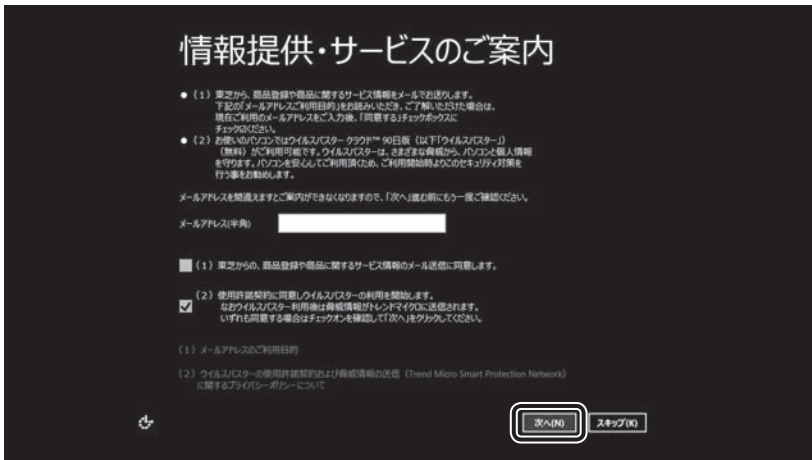 情報提供・サービスのご案内
● (1) 東芝から、商品登録や商品に関するサービス情報をメールでお送りします。
下記の「メールアドレスご利用目的」をお読みいただき、ご了解いただけた場合は、
現在ご利用のメールアドレスをご入力後、「同意する」チェックボックスに
チェックください。
● (2) お使いのパソコンではウイルスバスター クラウド™ 90日版 (以下「ウイルスバスター」)
(無料) がご利用可能です。ウイルスバスターは、さまざまな脅威から、パソコンと個人情報
を守ります。パソコンを安心してご利用頂くため、ご利用開始時よりこのセキュリティ対策を
行う事をお勧めします。
メールアドレスを間違えますとご案内ができなくなりますので、「次へ」進む前にもう一度ご確認ください。
メールアドレス(半角)
(1) 東芝からの、商品登録や商品に関するサービス情報のメール送信に同意します。
(2) 使用許諾契約に同意しウイルスバスターの利用を開始します。
なおウイルスバスター利用後は脅威情報がトレンドマイクロに送信されます。
いずれも同意する場合はチェックオンを確認して「次へ」をクリックしてください。
(1) メールアドレスのご利用目的
(2) ウイルスバスターの使用許諾契約および脅威情報の送信 (Trend Micro Smart Protection Network)
に関するプライバシーポリシーについて
次へ(N) スキップ(K)